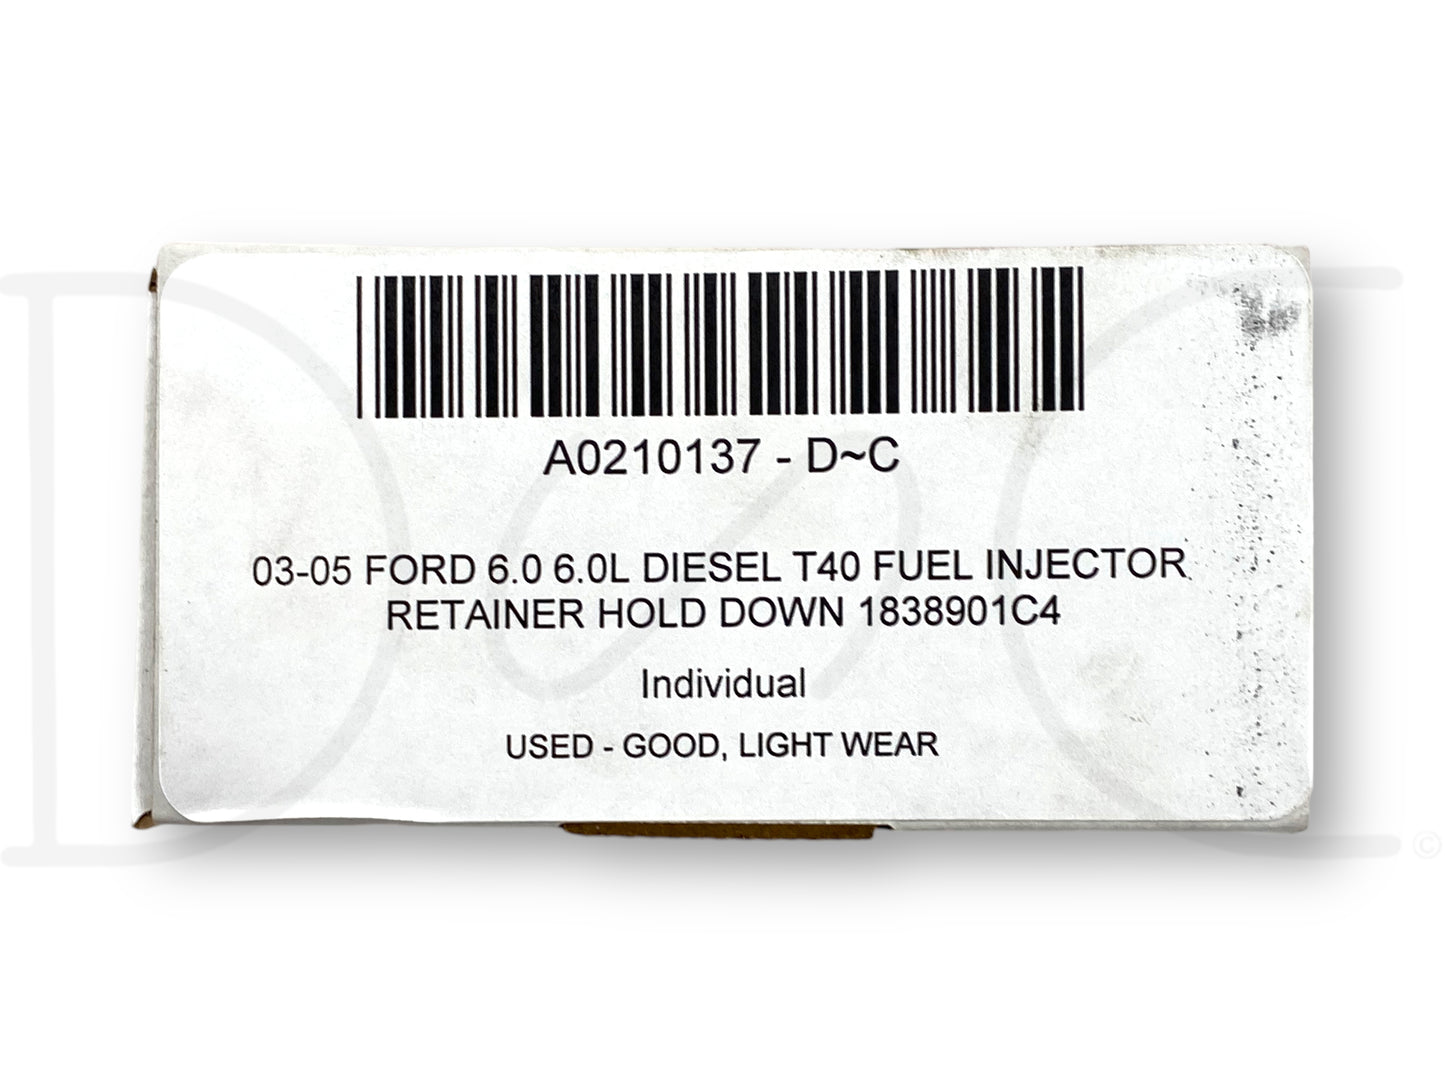 A0210137 - D~C
03-05 FORD 6.0 6.0L DIESEL T40 FUEL INJECTOR
RETAINER HOLD DOWN 1838901C4
Individual
USED - GOOD, LIGHT WEAR
D~C
©